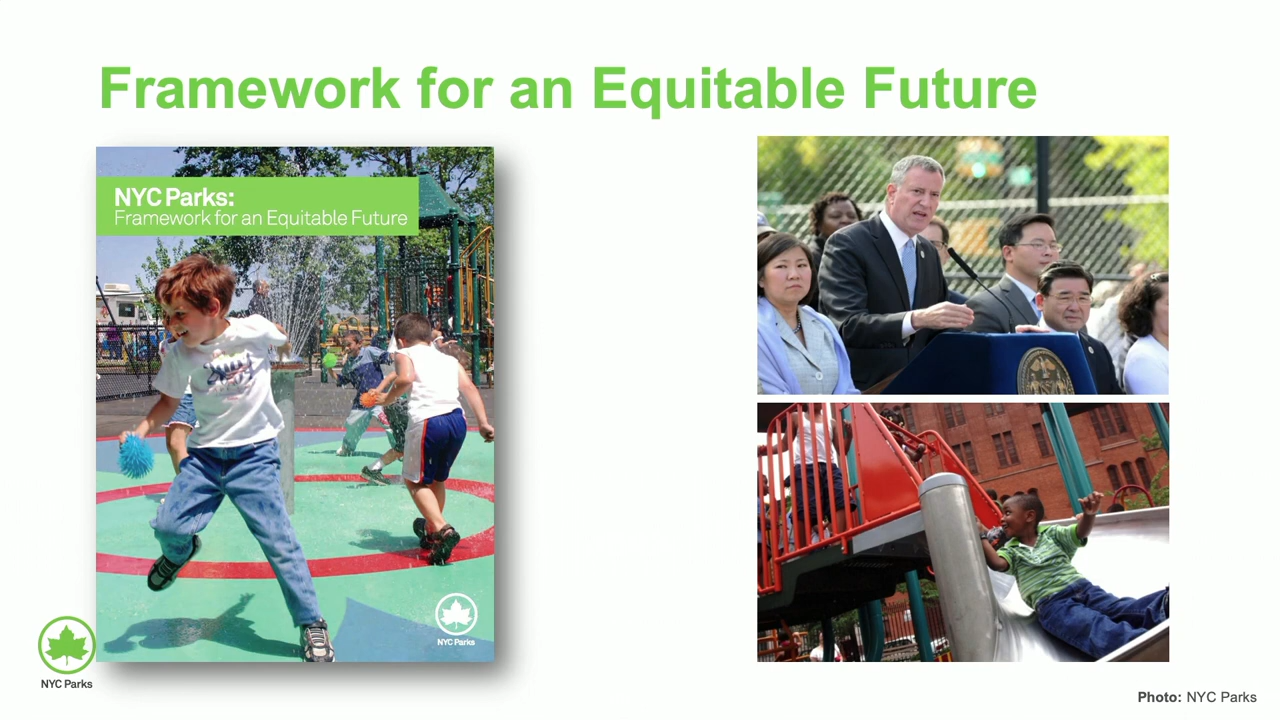 Framework for an Equitable Future
NYC Parks:
Framework for an Equitable Future
NYC Parks
NYC Parks
Photo: NYC Parks